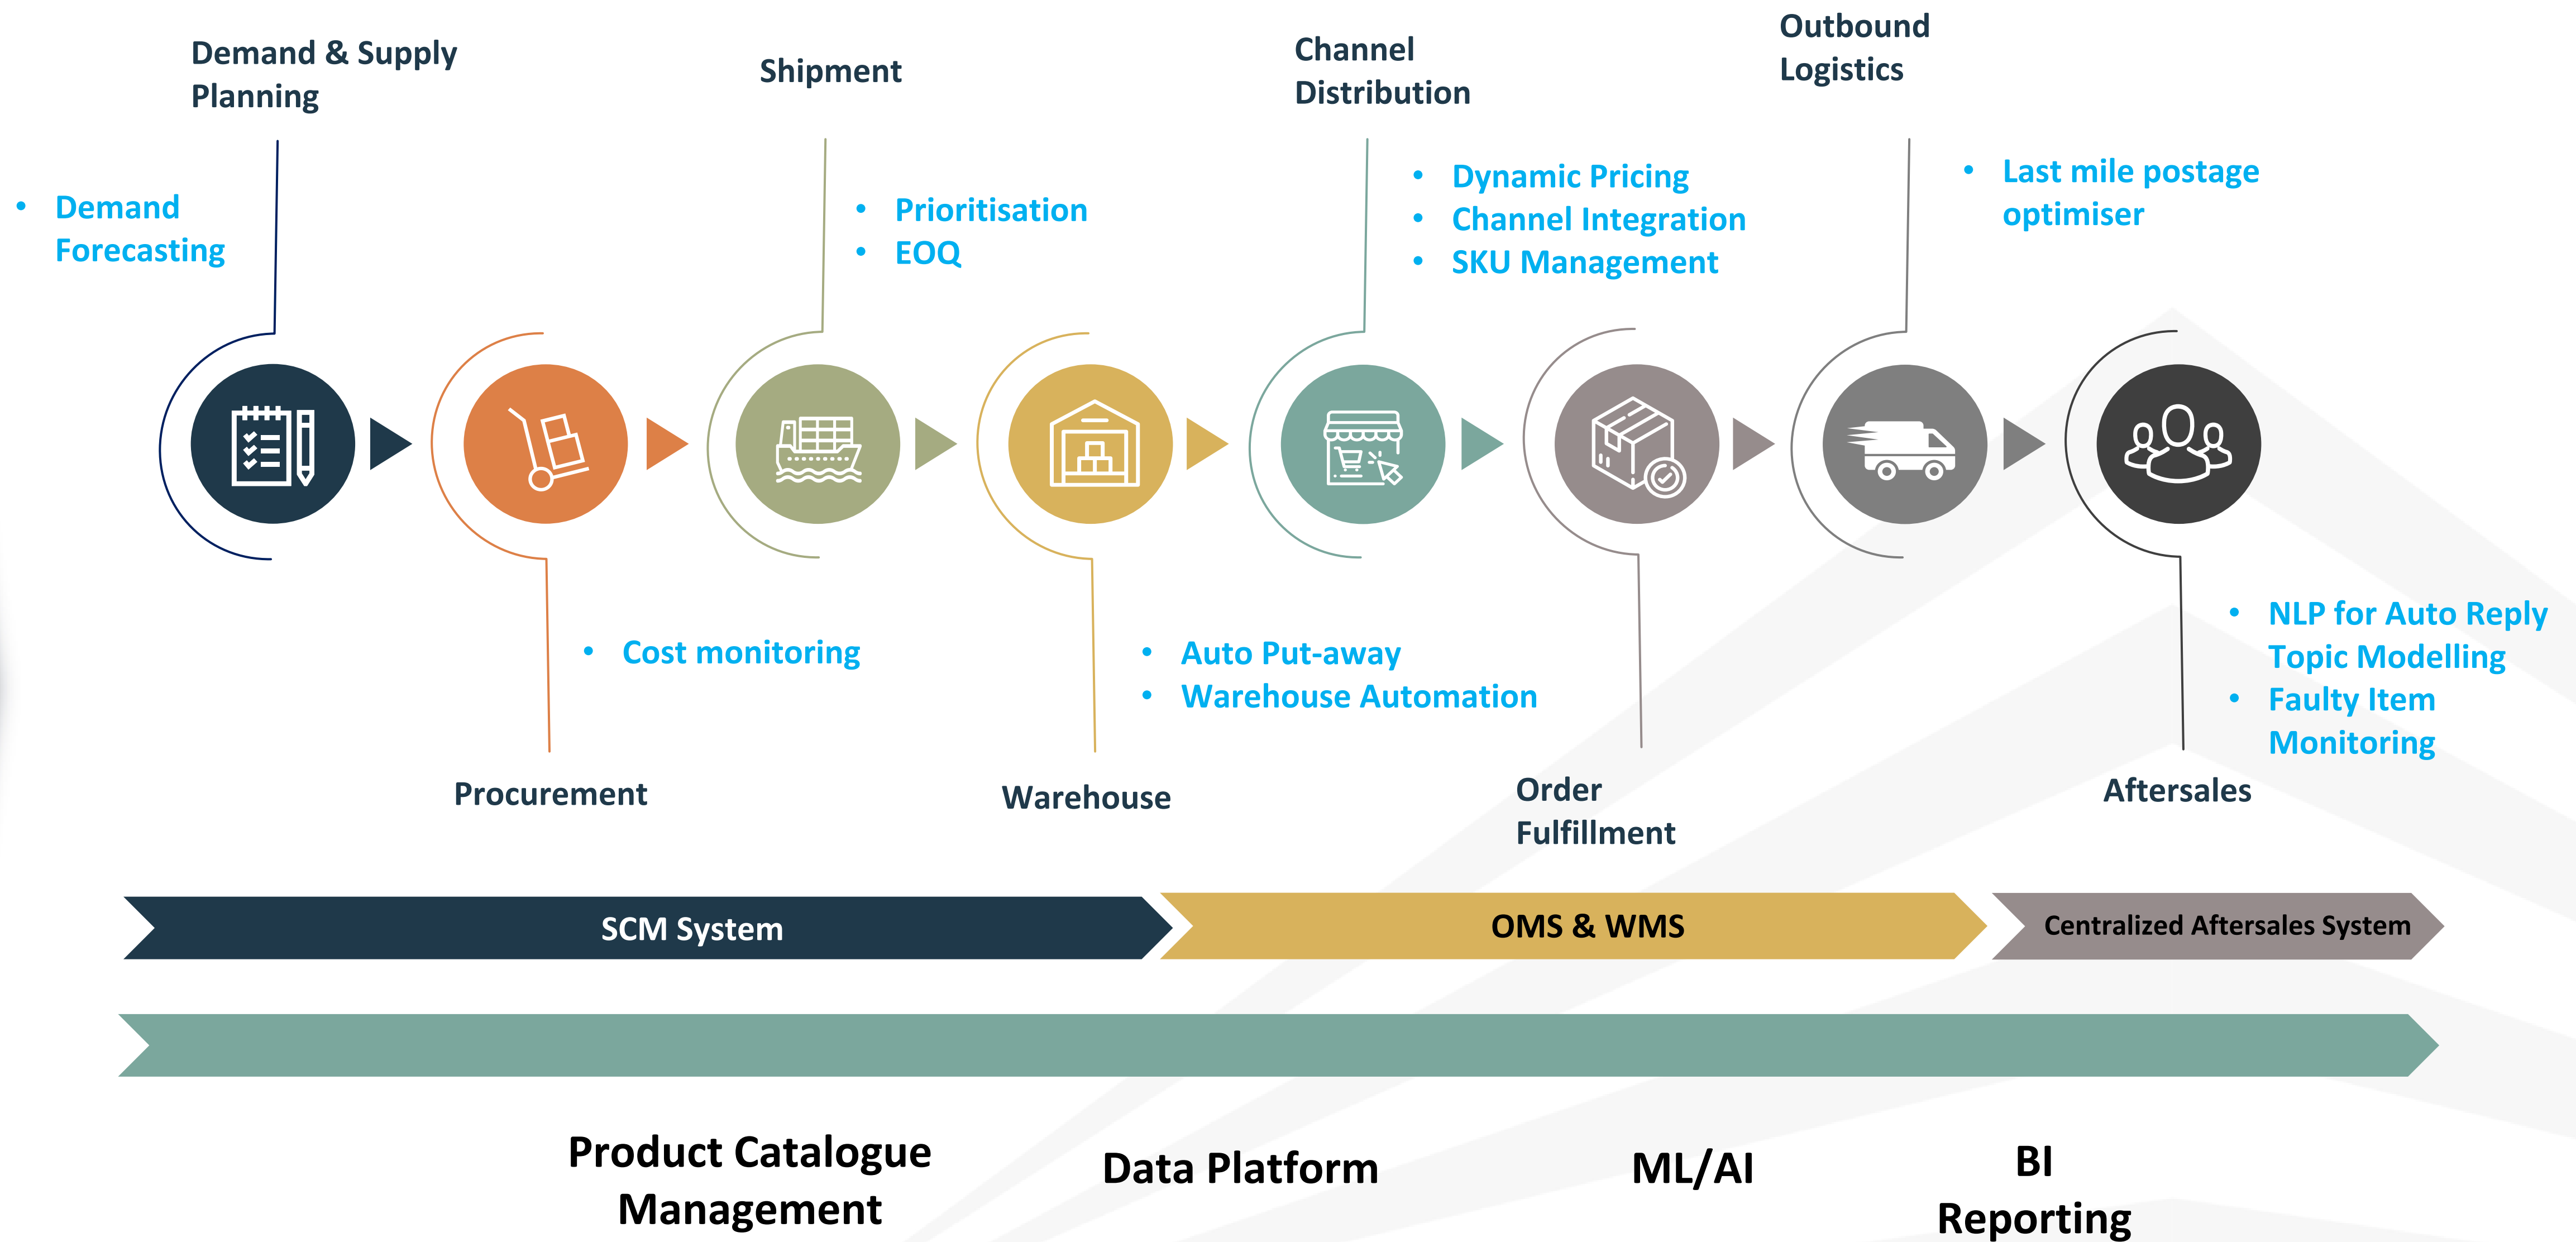 Demand & Supply
Planning
Shipment
Channel
Distribution
Outbound
Logistics
• Demand
Forecasting
• Prioritisation
• EOQ
• Dynamic Pricing
• Channel Integration
• SKU Management
• Last mile postage
optimiser
• Cost monitoring
• Auto Put-away
• Warehouse Automation
• NLP for Auto Reply
Topic Modelling
• Faulty Item
Monitoring
Procurement
Warehouse
Order
Fulfillment
Aftersales
SCM System
OMS & WMS
Centralized Aftersales System
Product Catalogue
Management
Data Platform
ML/AI
BI
Reporting